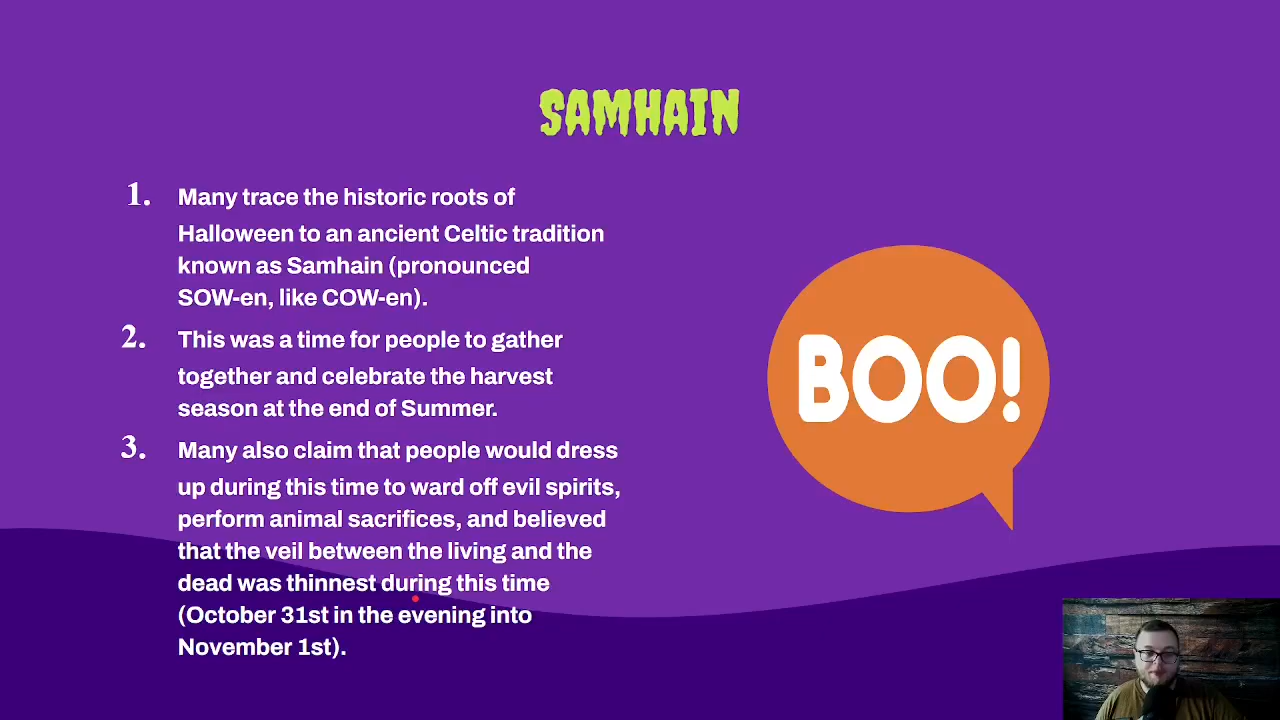 SAMHAIN
1. Many trace the historic roots of
Halloween to an ancient Celtic tradition
known as Samhain (pronounced
SOW-en, like COW-en).
2. This was a time for people to gather
together and celebrate the harvest
season at the end of Summer.
3. Many also claim that people would dress
up during this time to ward off evil spirits,
perform animal sacrifices, and believed
that the veil between the living and the
dead was thinnest during this time
(October 31st in the evening into
November 1st).
BOO!